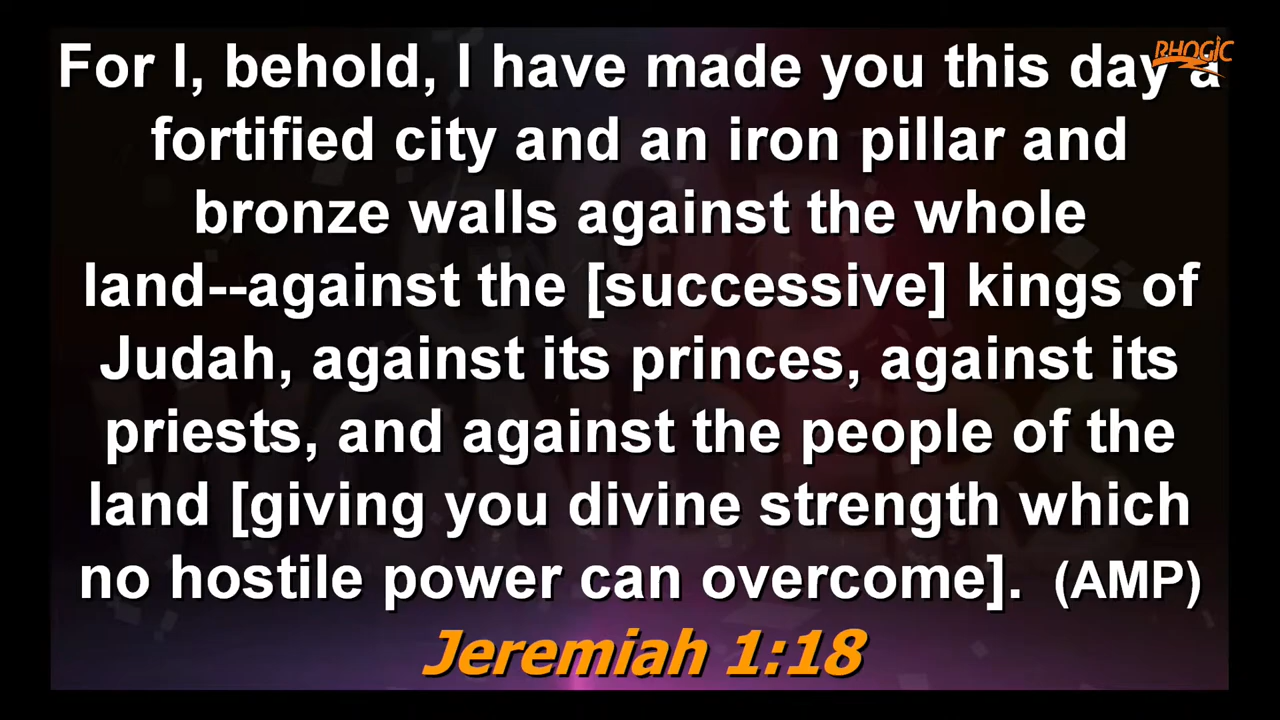 For I, behold, I have made you this day a
RHOGIC
fortified city and an iron pillar and
bronze walls against the whole
land--against the [successive] kings of
Judah, against its princes, against its
priests, and against the people of the
land [giving you divine strength which
no hostile power can overcome]. (AMP)
Jeremiah 1:18